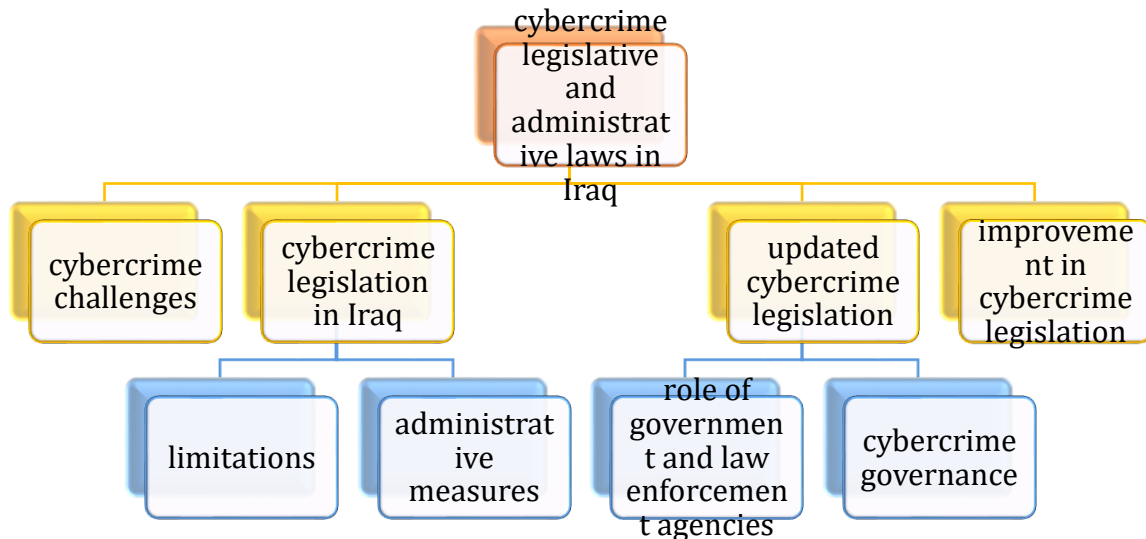 cybercrime
legislative
and
administrat
ive laws in
Iraq
cybercrime
challenges
cybercrime
legislation
in Iraq
updated
cybercrime
legislation
improveme
nt in
cybercrime
legislation
limitations
administrat
ive
measures
role of
governmen
t and law
enforcemen
t agencies
cybercrime
governance